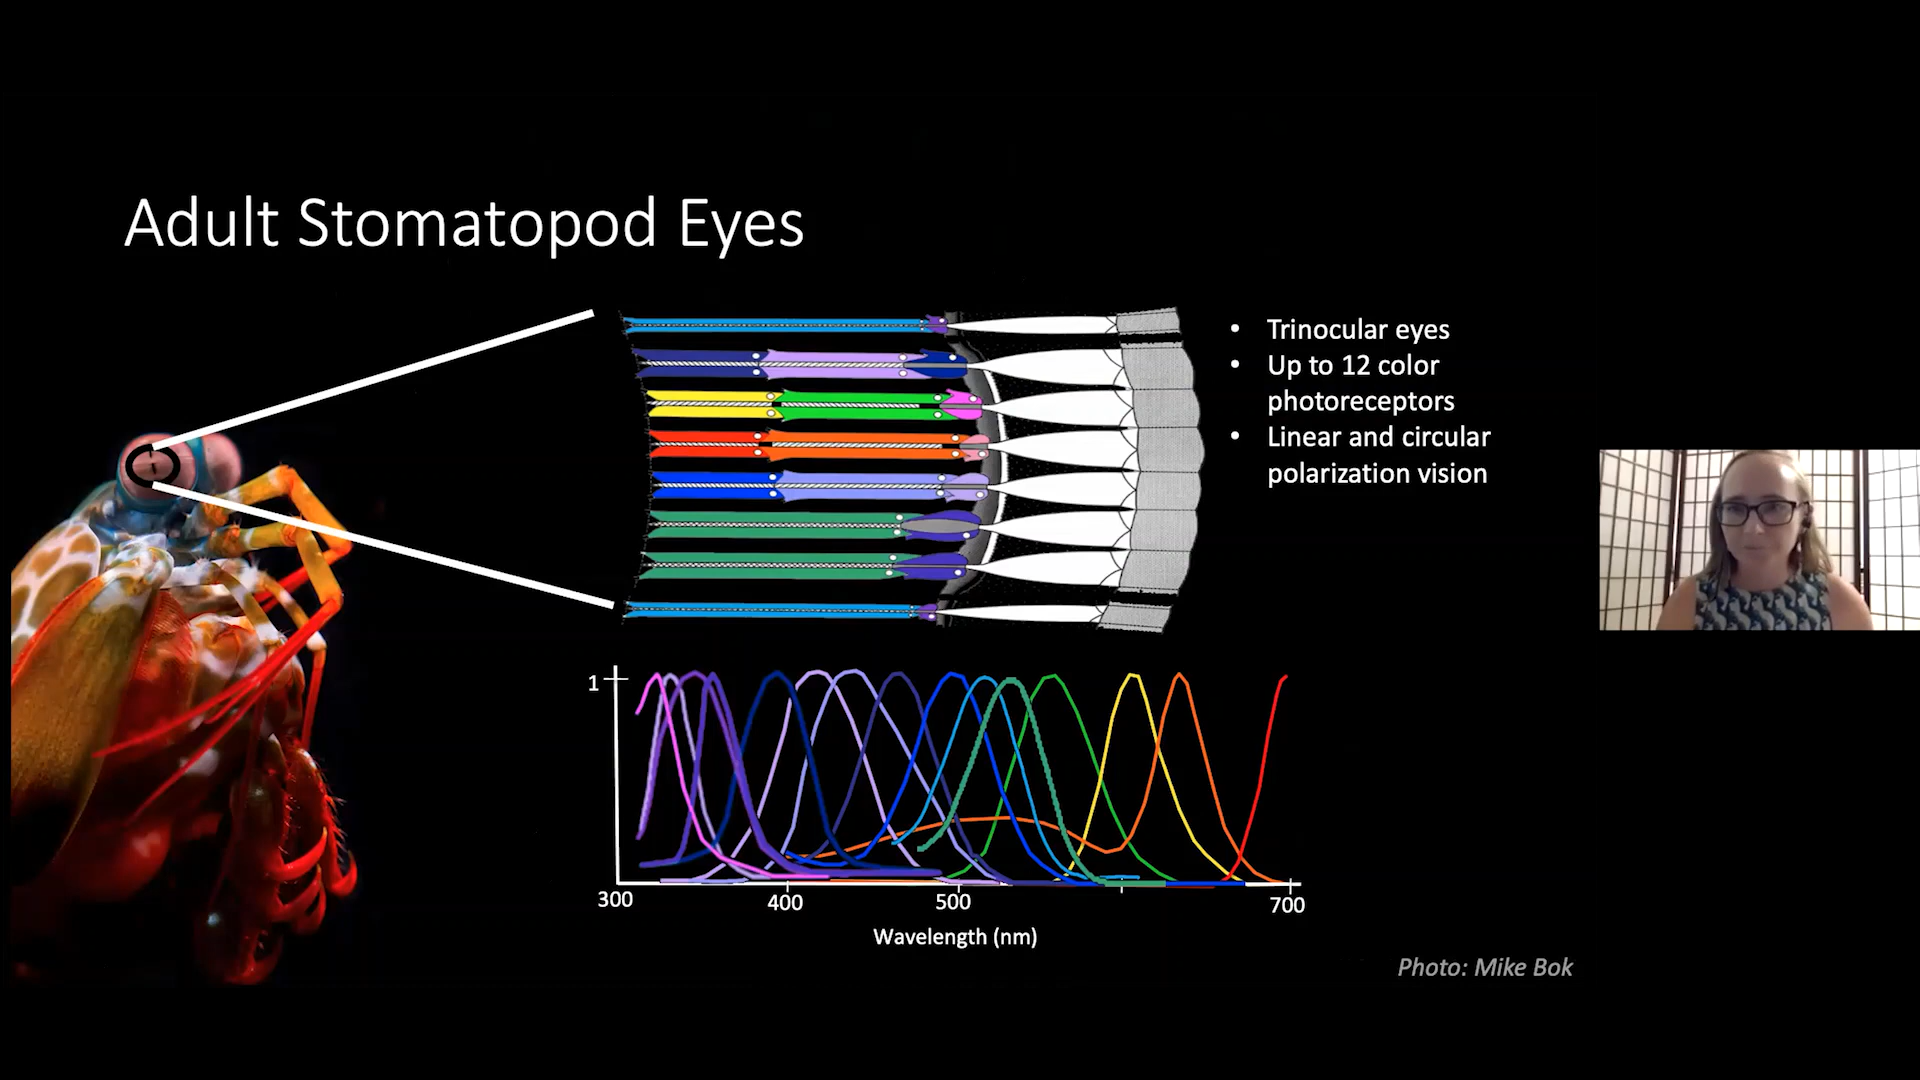 Adult Stomatopod Eyes
• Trinocular eyes
• Up to 12 color
photoreceptors
• Linear and circular
polarization vision
1
300
400
500
700
Wavelength (nm)
Photo: Mike Bok